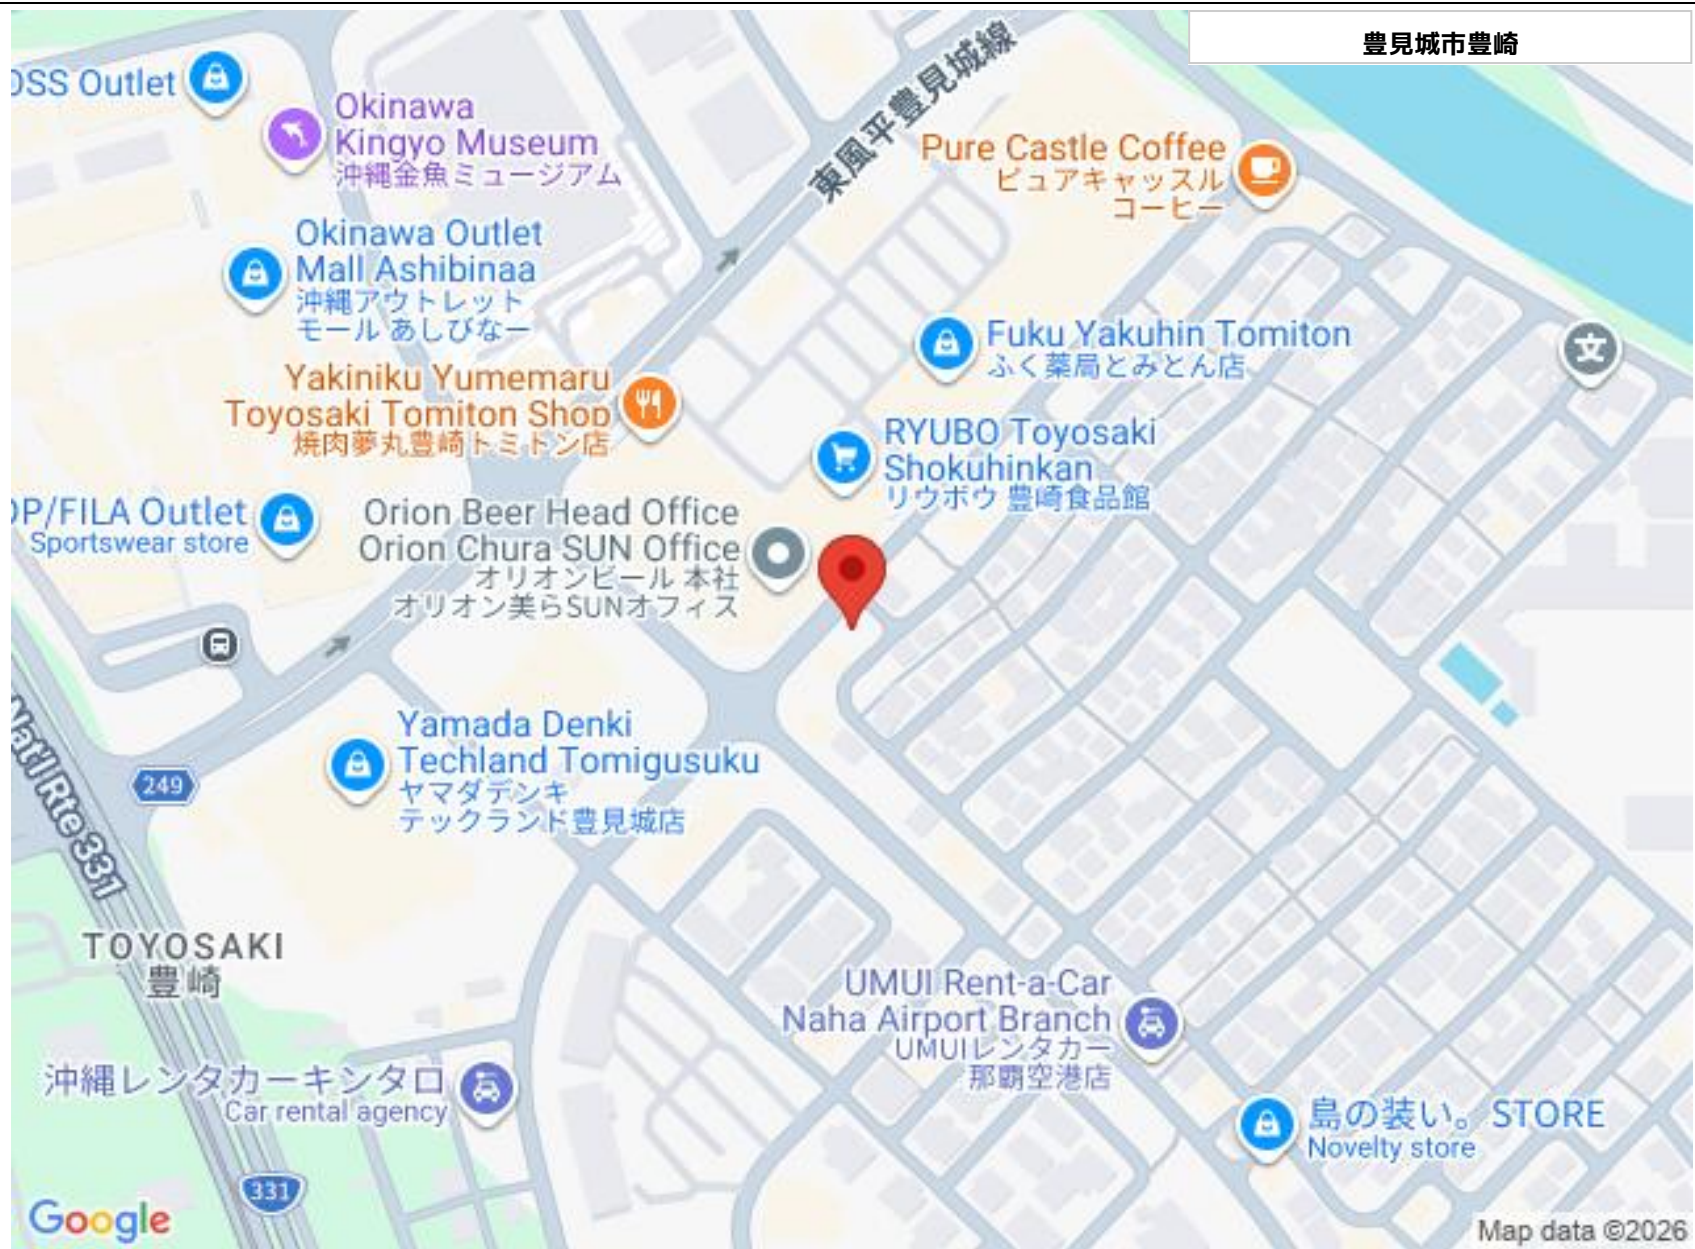 豊見城市豊崎
OSS Outlet
Okinawa
Kingyo Museum
沖縄金魚ミュージアム
東風平豊見城線
Pure Castle Coffee
ピュアキャッスル
コーヒー
Okinawa Outlet
Mall Ashibinaa
沖縄アウトレット
モール あしびなー
Fuku Yakuhin Tomiton
ふく薬局とみとん店
文
Yakiniku Yumemaru
Toyosaki Tomiton Shop
焼肉夢丸豊崎トミトン店
RYUBO Toyosaki
Shokuhinkan
リウボウ 豊崎食品館
OP/FILA Outlet
Sportswear store
Orion Beer Head Office
Orion Chura SUN Office
オリオンビール 本社
オリオン美らSUNオフィス
Nat'l Rte 331
249
Yamada Denki
Techland Tomigusuku
ヤマダデンキ
テックランド豊見城店
TOYOSAKI
豊崎
UMUI Rent-a-Car
Naha Airport Branch
UMUIレンタカー
那覇空港店
沖縄レンタカーキンタロ
Car rental agency
島の装い。STORE
Novelty store
331
Google
Map data ©2026